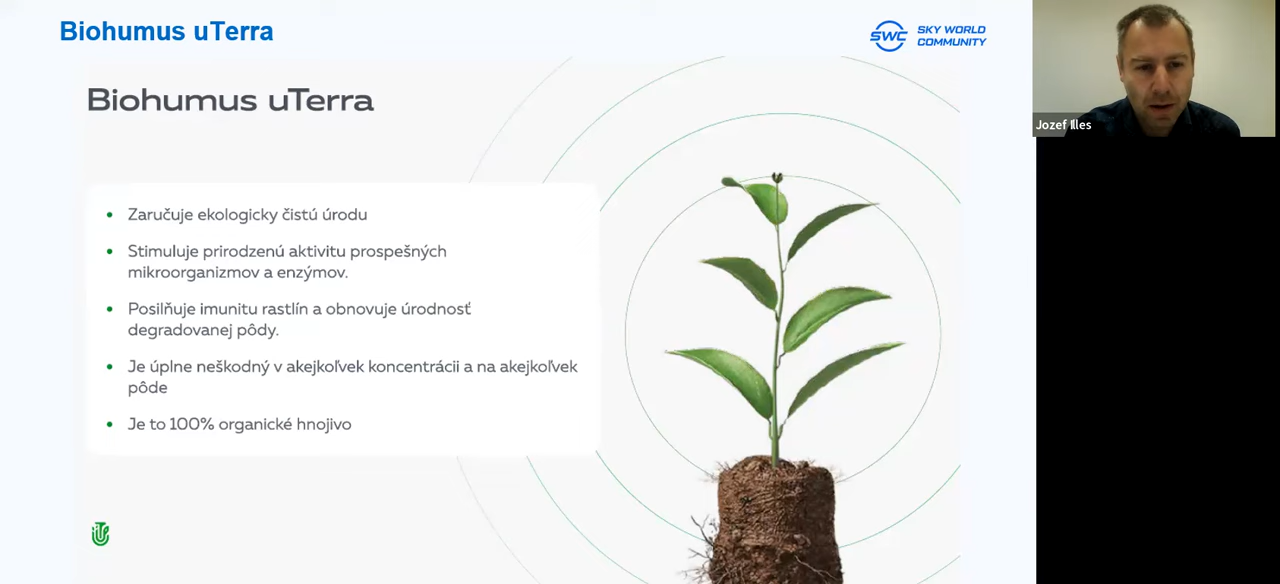 Biohumus uTerra
SWC SKY WORLD
COMMUNITY
Jozef Illes
Biohumus uTerra
Zaručuje ekologicky čistú úrodu
Stimuluje prirodzenú aktivitu prospešných
mikroorganizmov a enzýmov.
Posilňuje imunitu rastlín a obnovuje úrodnosť
degradovanej pôdy.
Je úplne neškodný v akejkoľvek koncentrácii a na akejkoľvek
pôde
Je to 100% organické hnojivo